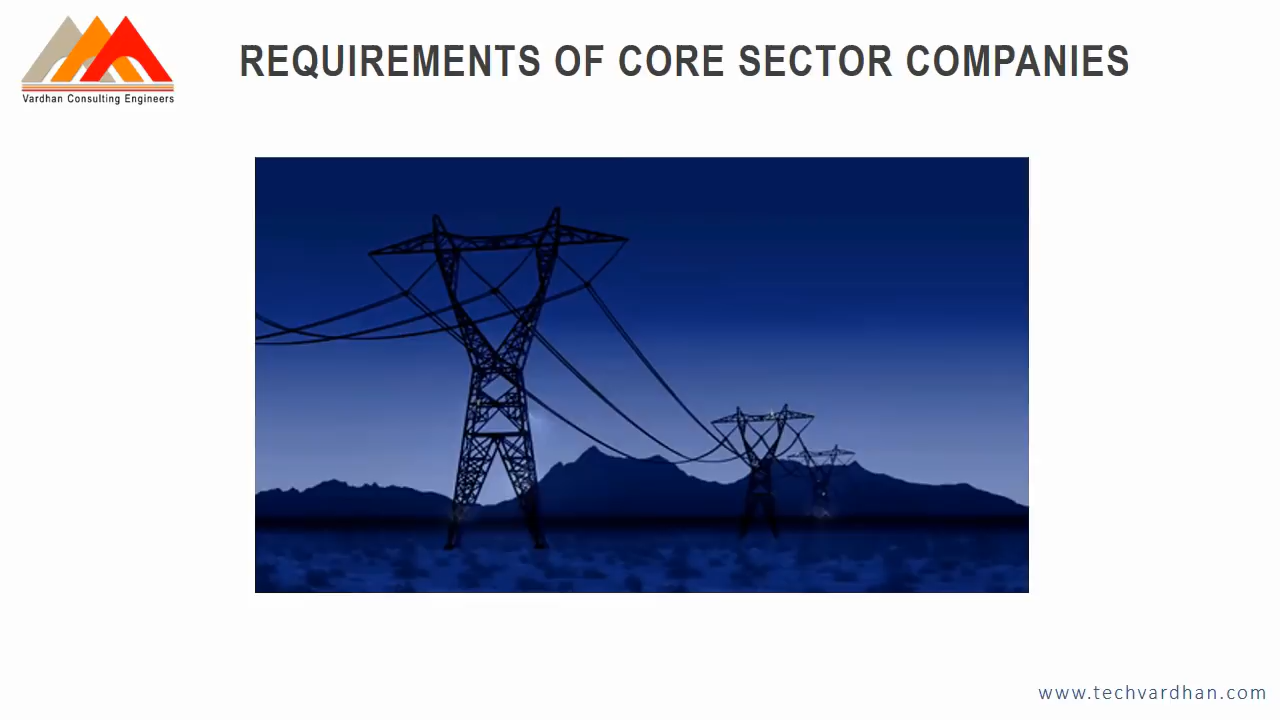 REQUIREMENTS OF CORE SECTOR COMPANIES
Vardhan Consulting Engineers
www.techvardhan.com